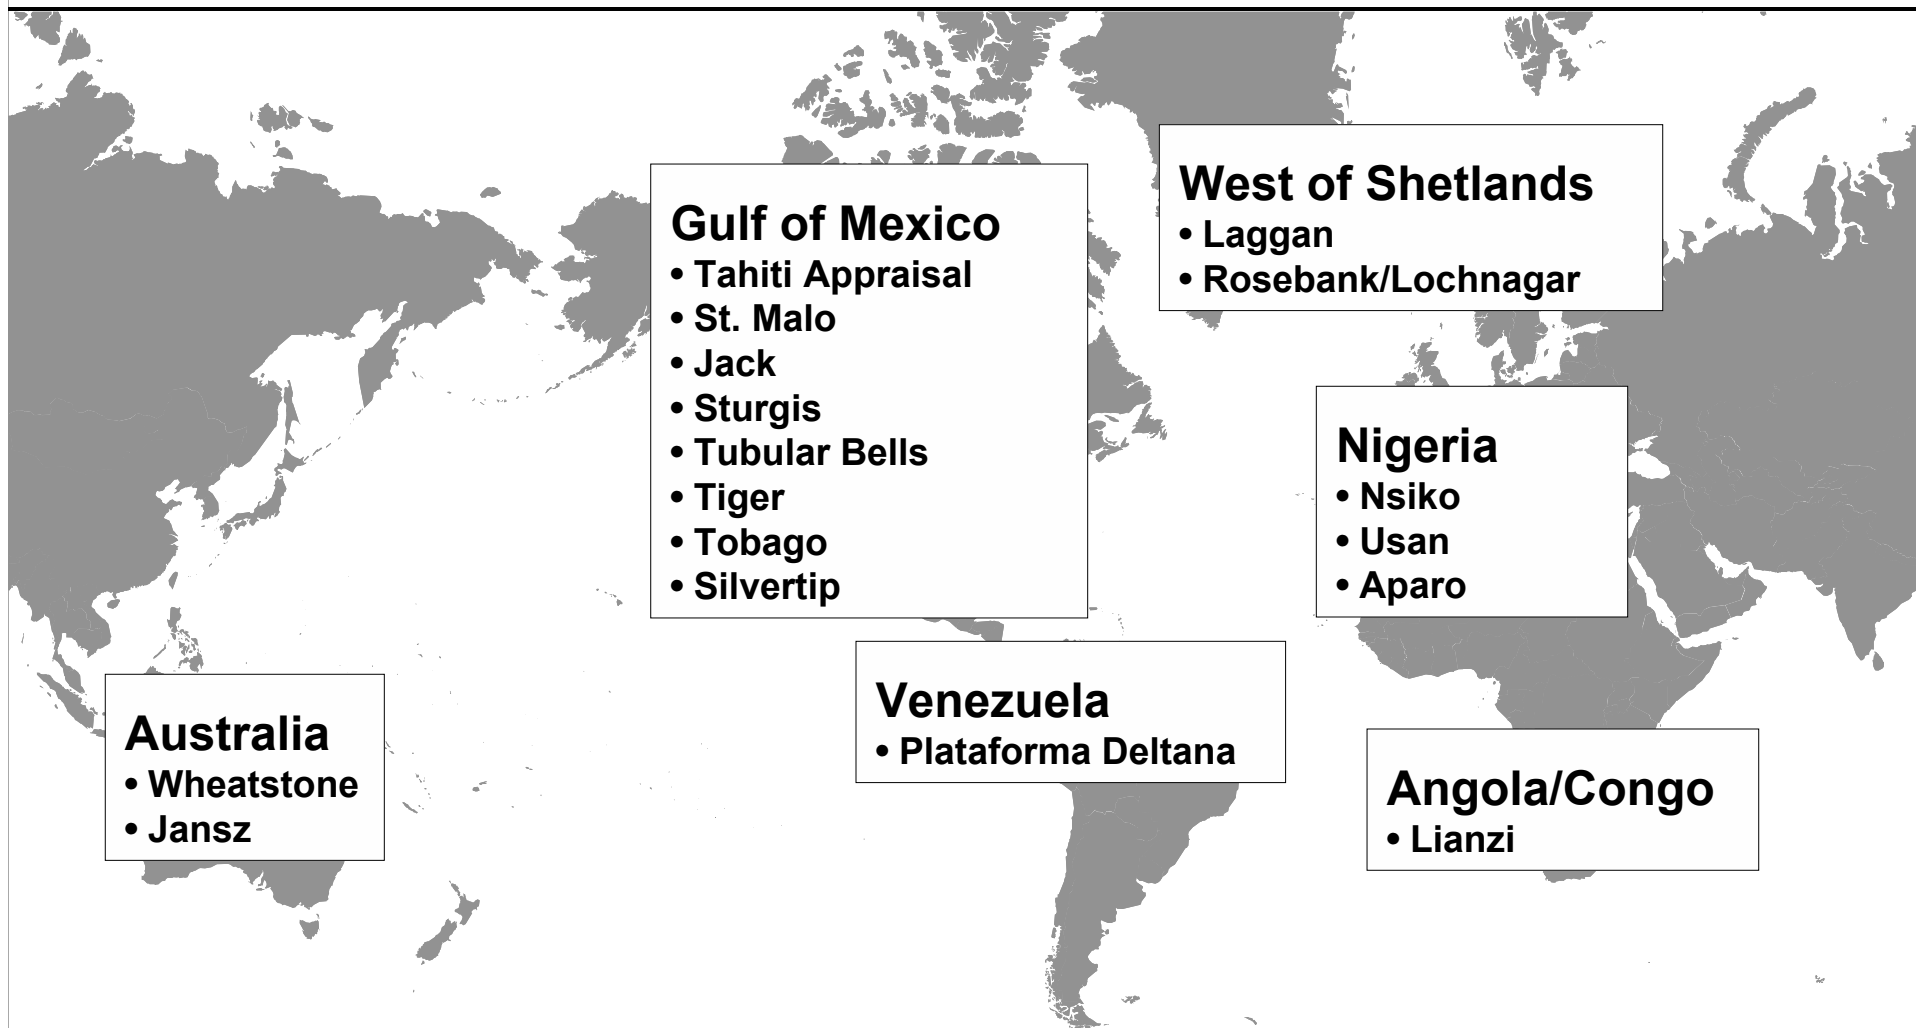 Gulf of Mexico
• Tahiti Appraisal
• St. Malo
• Jack
• Sturgis
• Tubular Bells
• Tiger
• Tobago
• Silvertip
West of Shetlands
• Laggan
• Rosebank/Lochnagar
Nigeria
• Nsiko
• Usan
• Aparo
Australia
• Wheatstone
• Jansz
Venezuela
• Plataforma Deltana
Angola/Congo
• Lianzi